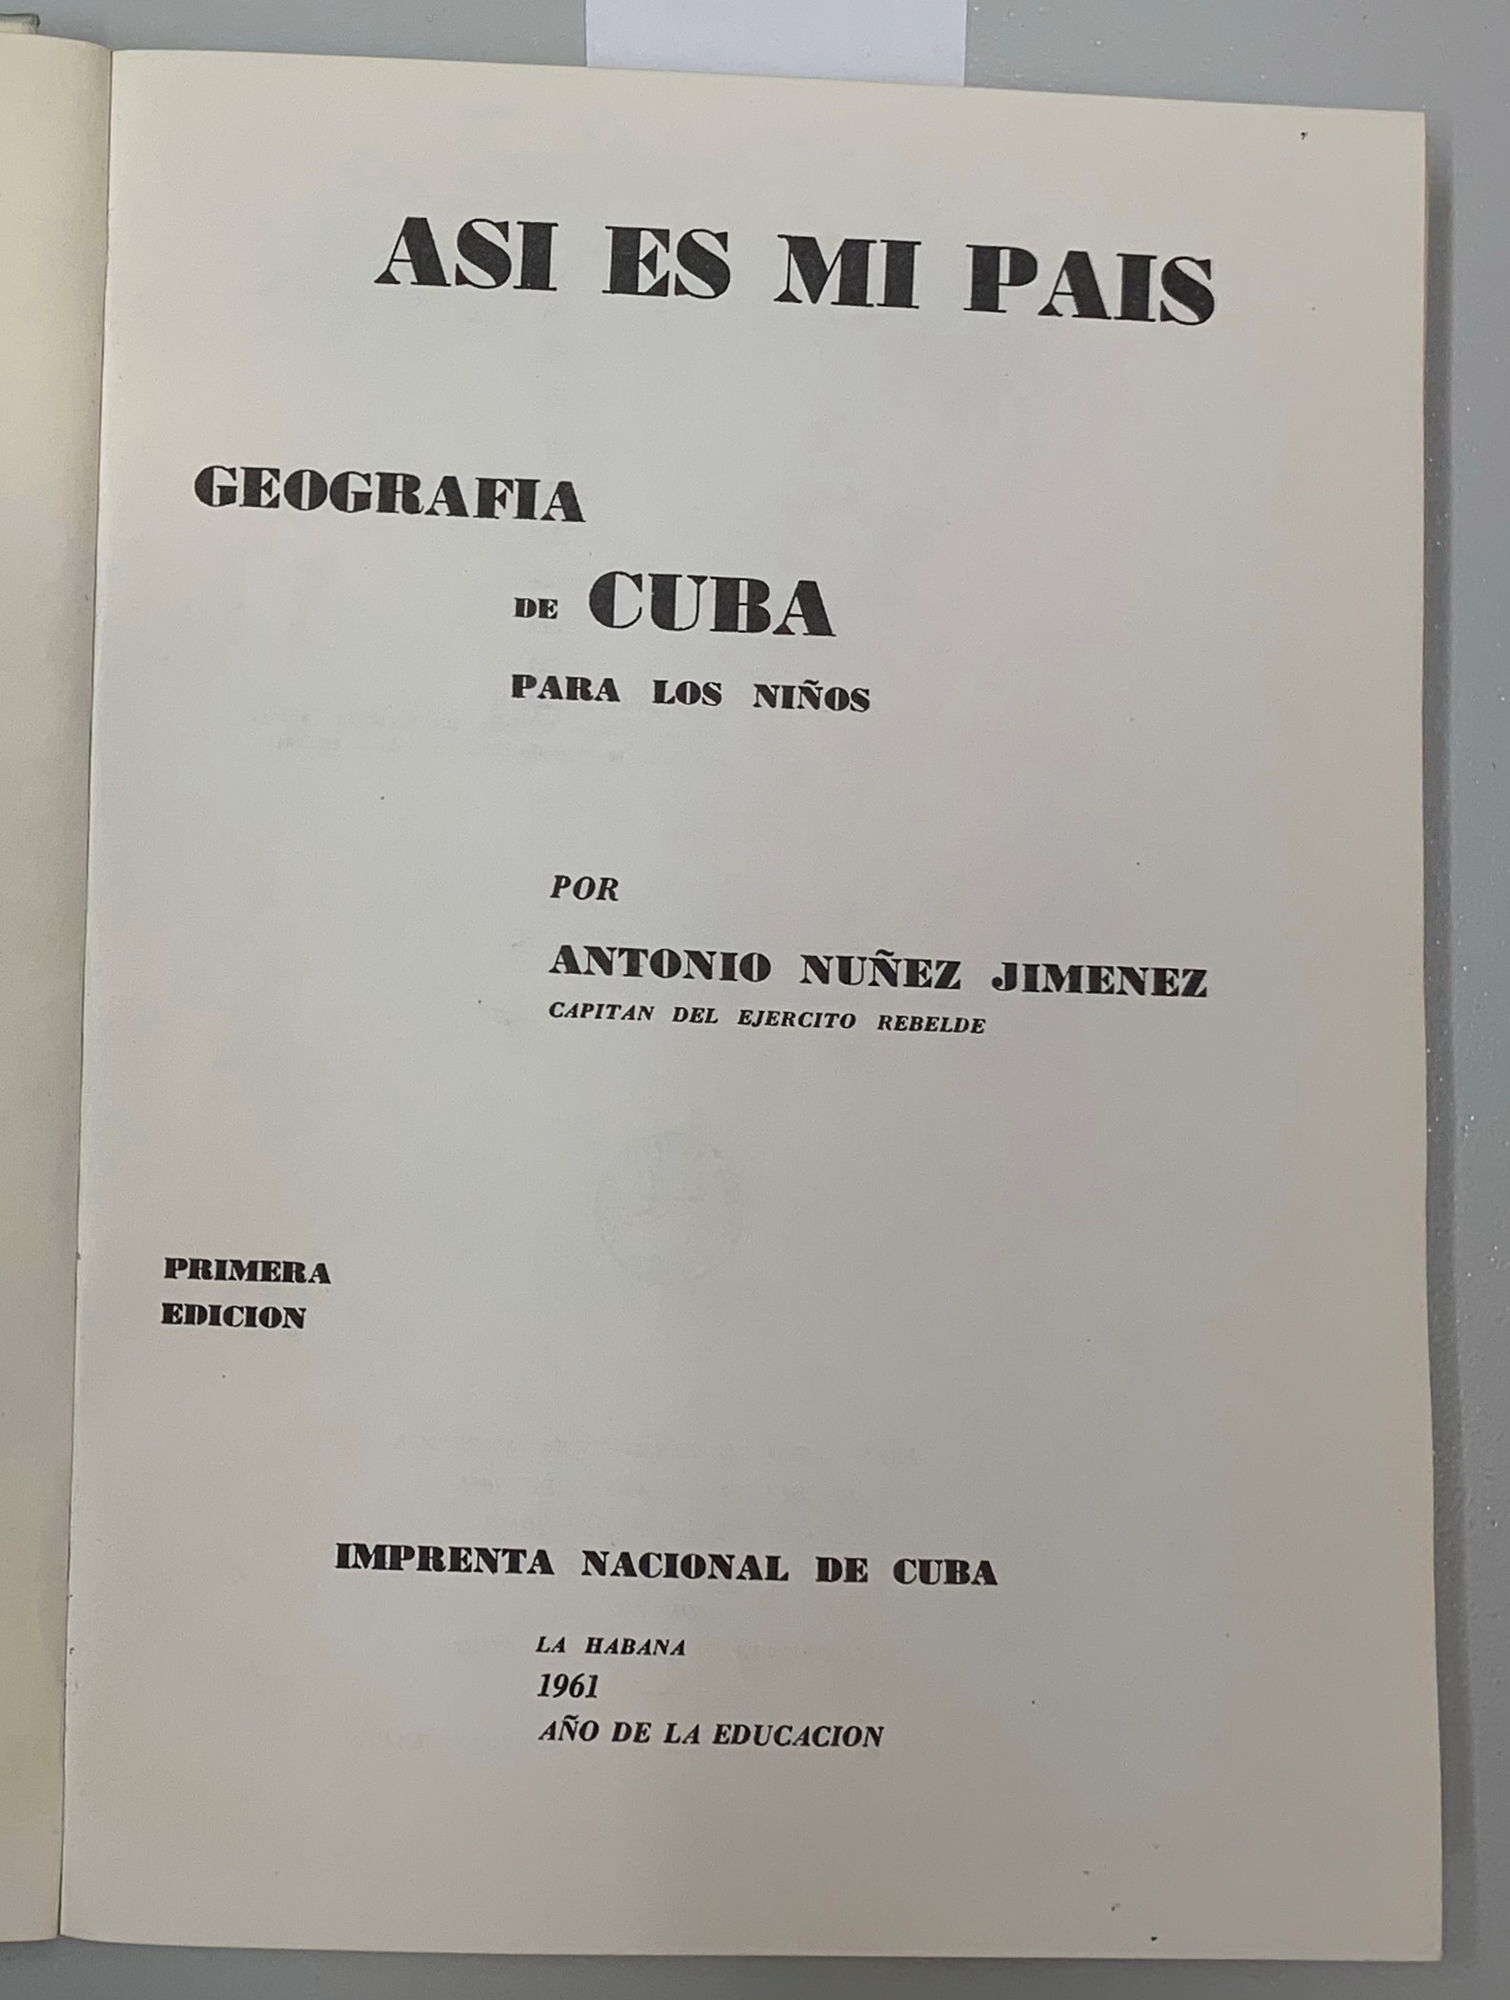 ASI ES MI PAIS
GEOGRAFIA
DE CUBA
PARA LOS NIÑOS
POR
ANTONIO NUÑEZ JIMENEZ
CAPITAN DEL EJERCITO REBELDE
PRIMERA
EDICION
IMPRENTA NACIONAL DE CUBA
LA HABANA
1961
AÑO DE LA EDUCACION